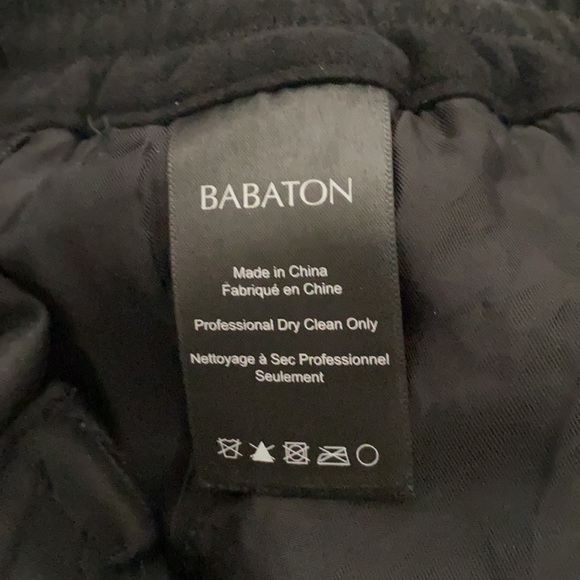 BABATON
Made in China
Fabriqué en Chine
Professional Dry Clean Only
Nettoyage à Sec Professionnel
Seulement